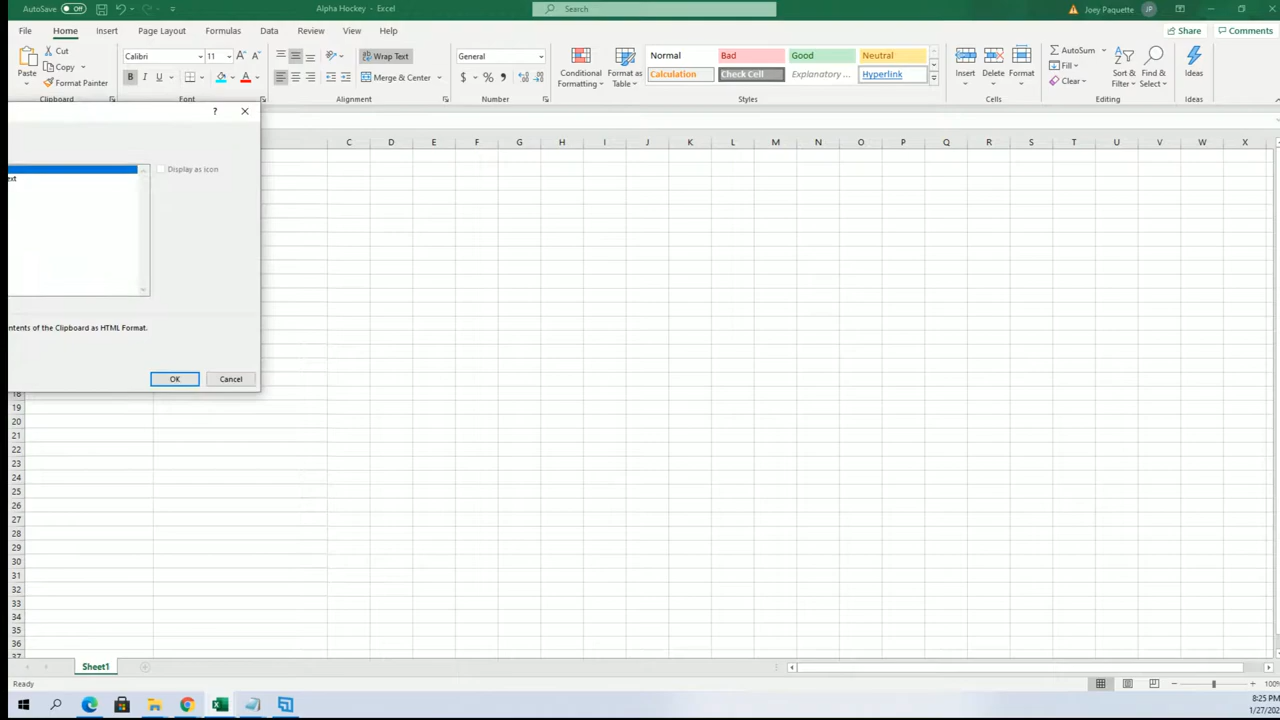 AutoSave Off Alpha Hockey - Excel Search Joey Paquette JP
File Home Insert Page Layout Formulas Data Review View Help Share Comments
Cut Calibri 11 Wrap Text General Normal Bad Good Neutral AutoSum
Paste Copy Fill
Format Painter B I U Merge & Center $ % Conditional Formatting Format as Table Calculation Check Cell Explanatory ... Hyperlink Insert Delete Format Clear Sort & Filter Find & Select Ideas
Clipboard Font Alignment Number Styles Cells Editing Ideas
?
C D E F G H I J K L M N O P Q R S T U V W X
Display as icon
ext
ntents of the Clipboard as HTML Format.
OK Cancel
18
19
20
21
22
23
24
25
26
27
28
29
30
31
32
33
34
35
36
37
Sheet1
Ready 100%
8:25 PM
1/27/202